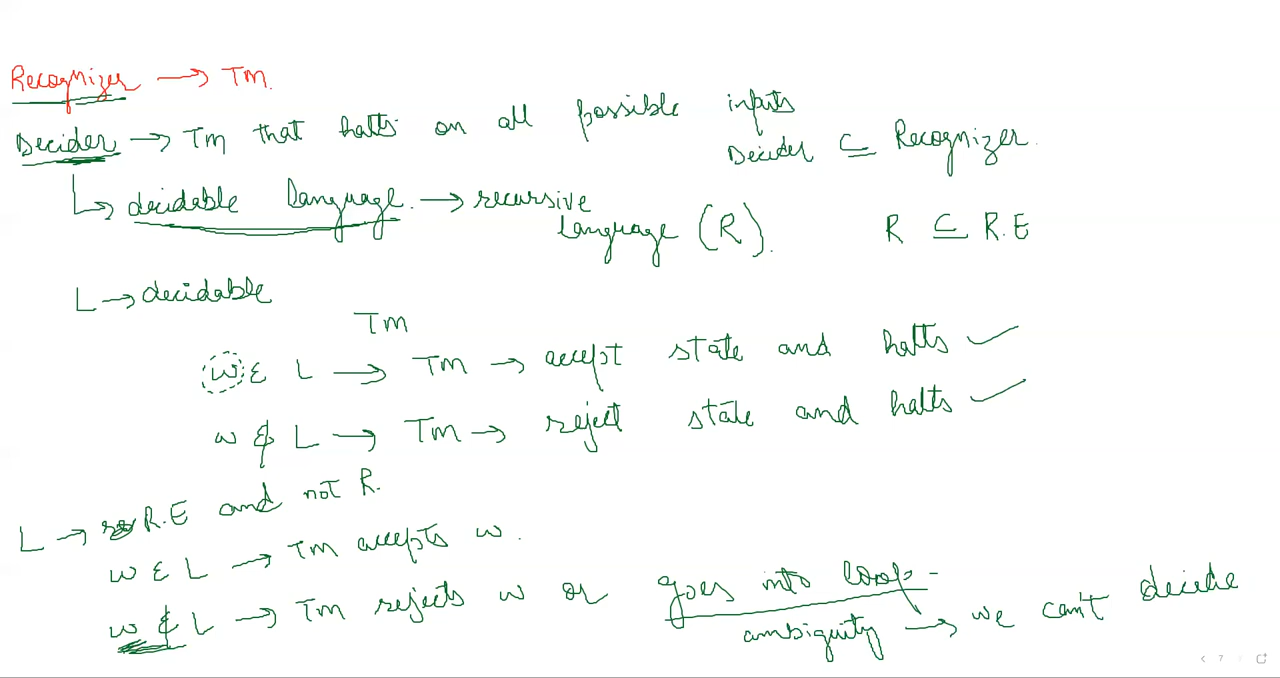 Recognizer → TM
Decider → TM that halts on all possible inputs
Decider ⊆ Recognizer.
↳ decidable language. → recursive language (R).
R ⊆ R.E
L → decidable
TM
w ∈ L → TM → accept state and halts ✓
w ∉ L → TM → reject state and halts ✓
L → R.E and not R.
w ∈ L → TM accepts w.
w ∉ L → TM rejects w or goes into loop
ambiguity → we can't decide
7